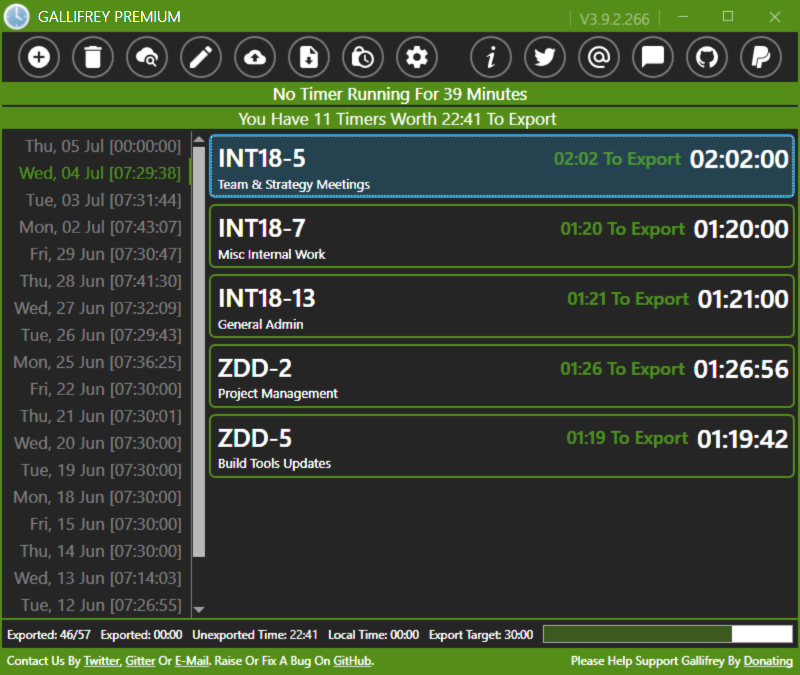 GALLIFREY PREMIUM
V3.9.2.266
No Timer Running For 39 Minutes
You Have 11 Timers Worth 22:41 To Export
Thu, 05 Jul [00:00:00]
Wed, 04 Jul [07:29:38]
Tue, 03 Jul [07:31:44]
Mon, 02 Jul [07:43:07]
Fri, 29 Jun [07:30:47]
Thu, 28 Jun [07:41:30]
Wed, 27 Jun [07:32:09]
Tue, 26 Jun [07:29:43]
Mon, 25 Jun [07:36:25]
Fri, 22 Jun [07:30:00]
Thu, 21 Jun [07:30:01]
Wed, 20 Jun [07:30:00]
Tue, 19 Jun [07:30:00]
Mon, 18 Jun [07:30:00]
Fri, 15 Jun [07:30:00]
Thu, 14 Jun [07:30:00]
Wed, 13 Jun [07:14:03]
Tue, 12 Jun [07:26:55]
INT18-5 02:02 To Export 02:02:00
Team & Strategy Meetings
INT18-7 01:20 To Export 01:20:00
Misc Internal Work
INT18-13 01:21 To Export 01:21:00
General Admin
ZDD-2 01:26 To Export 01:26:56
Project Management
ZDD-5 01:19 To Export 01:19:42
Build Tools Updates
Exported: 46/57 Exported: 00:00 Unexported Time: 22:41 Local Time: 00:00 Export Target: 30:00
Contact Us By Twitter, Gitter Or E-Mail. Raise Or Fix A Bug On GitHub. Please Help Support Gallifrey By Donating